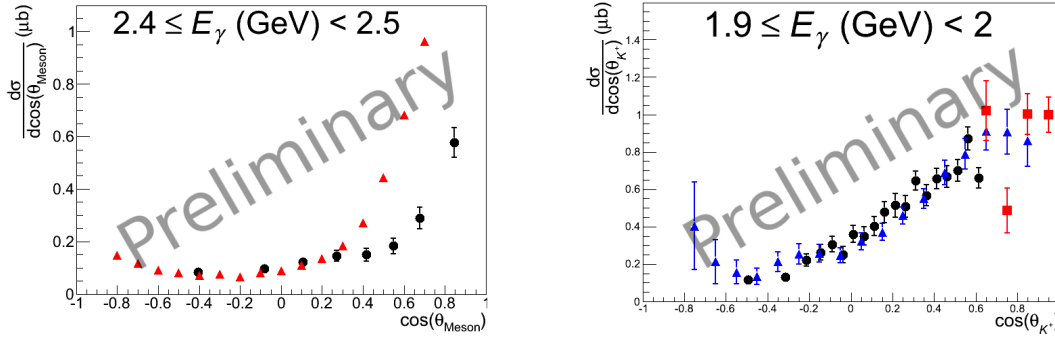 2.4 ≤ Eγ (GeV) < 2.5
dσ
dcos(θMeson) (μb)
1
0.8
0.6
0.4
0.2
0
-1 -0.8 -0.6 -0.4 -0.2 0 0.2 0.4 0.6 0.8 1
cos(θMeson)
Preliminary
1.9 ≤ Eγ (GeV) < 2
dσ
dcos(θK+) (μb)
1.6
1.4
1.2
1
0.8
0.6
0.4
0.2
0
-1 -0.8 -0.6 -0.4 -0.2 0 0.2 0.4 0.6 0.8
cos(θK+)
Preliminary